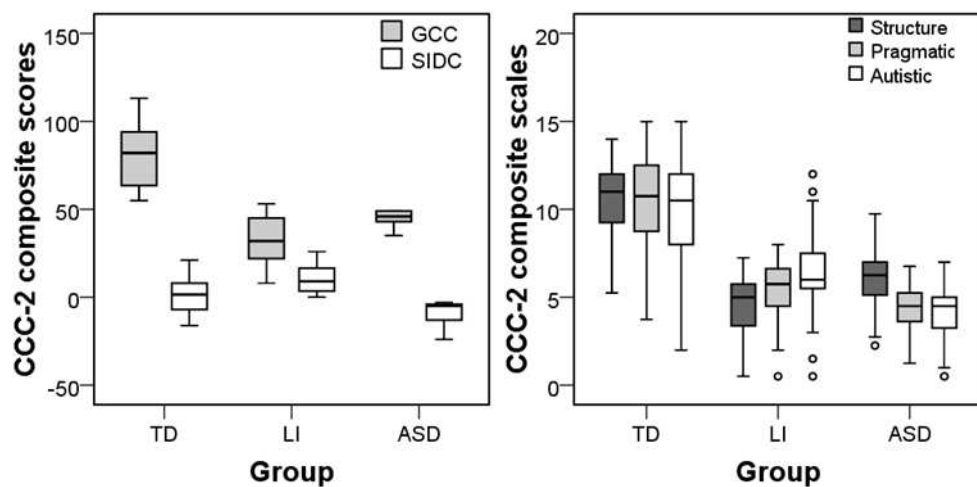 CCC-2 composite scores
150
100
50
0
-50
GCC
SIDC
TD
LI
ASD
Group
CCC-2 composite scales
20
15
10
5
0
Structure
Pragmatic
Autistic
TD
LI
ASD
Group